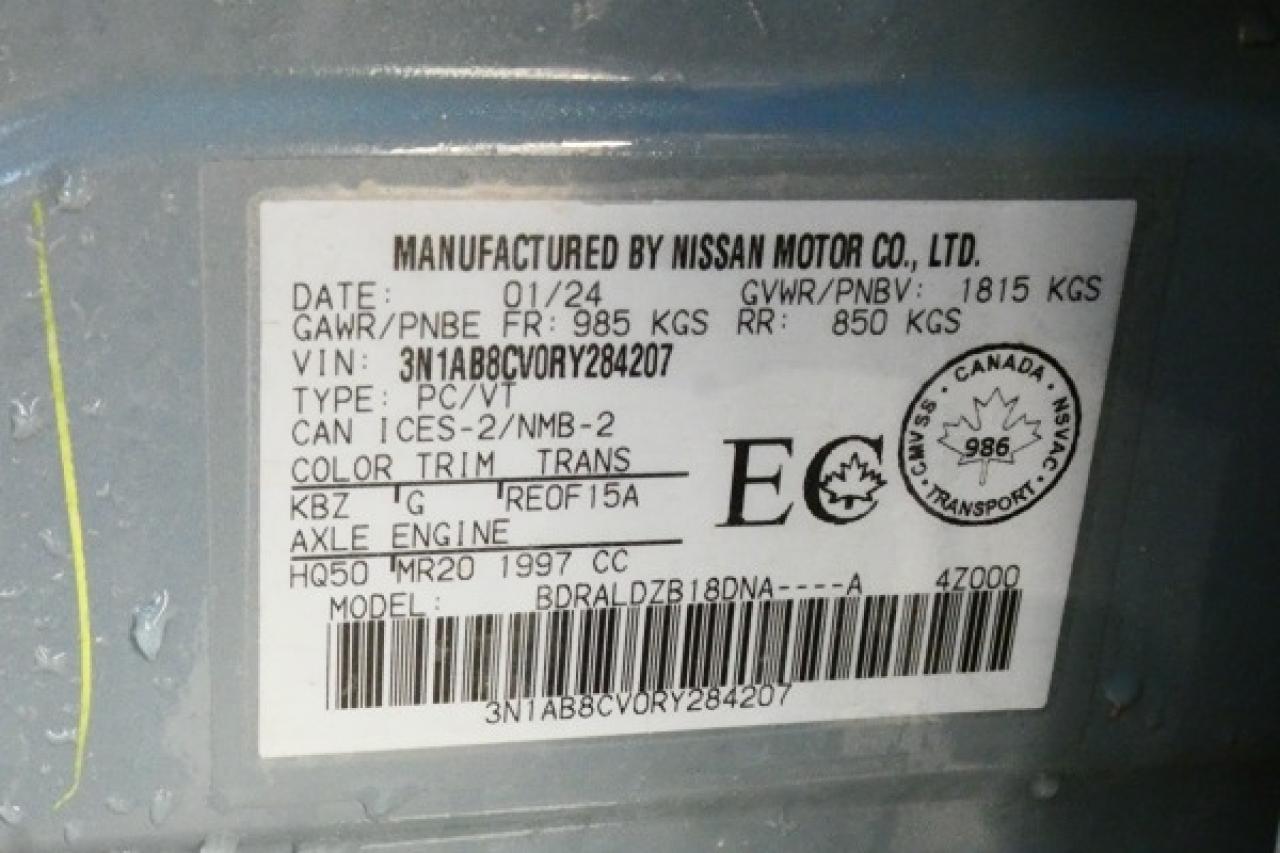 MANUFACTURED BY NISSAN MOTOR CO., LTD.
DATE: 01/24 GVWR/PNBV: 1815 KGS
GAWR/PNBE FR: 985 KGS RR: 850 KGS
VIN: 3N1AB8CV0RY284207
TYPE: PC/VT
CAN ICES-2/NMB-2
COLOR TRIM TRANS
KBZ G RE0F15A
AXLE ENGINE
HQ50 MR20 1997 CC
MODEL: BDRALDZB18DNA----A 4Z000
3N1AB8CV0RY284207
EC
CMVSS · CANADA · NSVAC · TRANSPORT ·
986